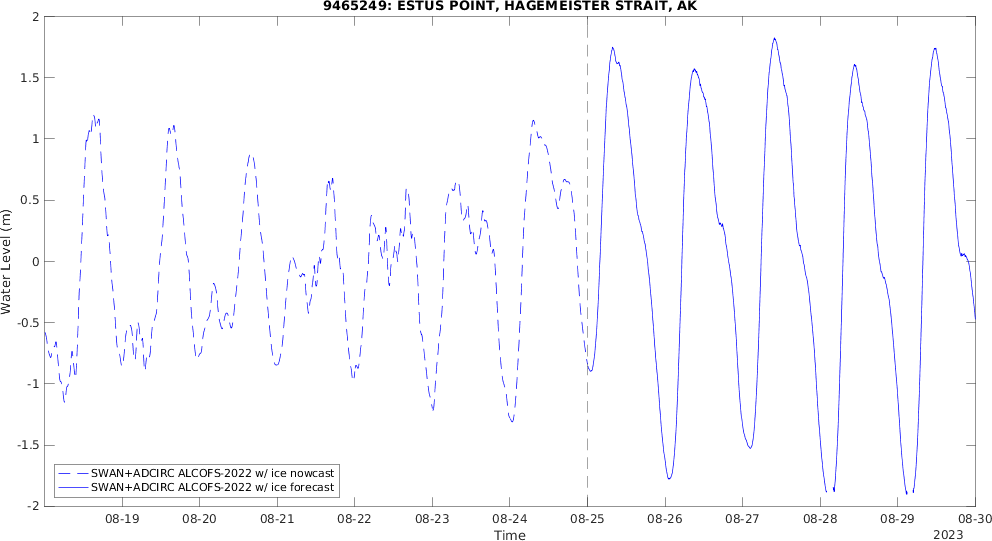 9465249: ESTUS POINT, HAGEMEISTER STRAIT, AK
2
1.5
1
0.5
0
-0.5
-1
-1.5
-2
Water Level (m)
SWAN+ADCIRC ALCOFS-2022 w/ ice nowcast
SWAN+ADCIRC ALCOFS-2022 w/ ice forecast
08-19 08-20 08-21 08-22 08-23 08-24 08-25 08-26 08-27 08-28 08-29 08-30
Time
2023